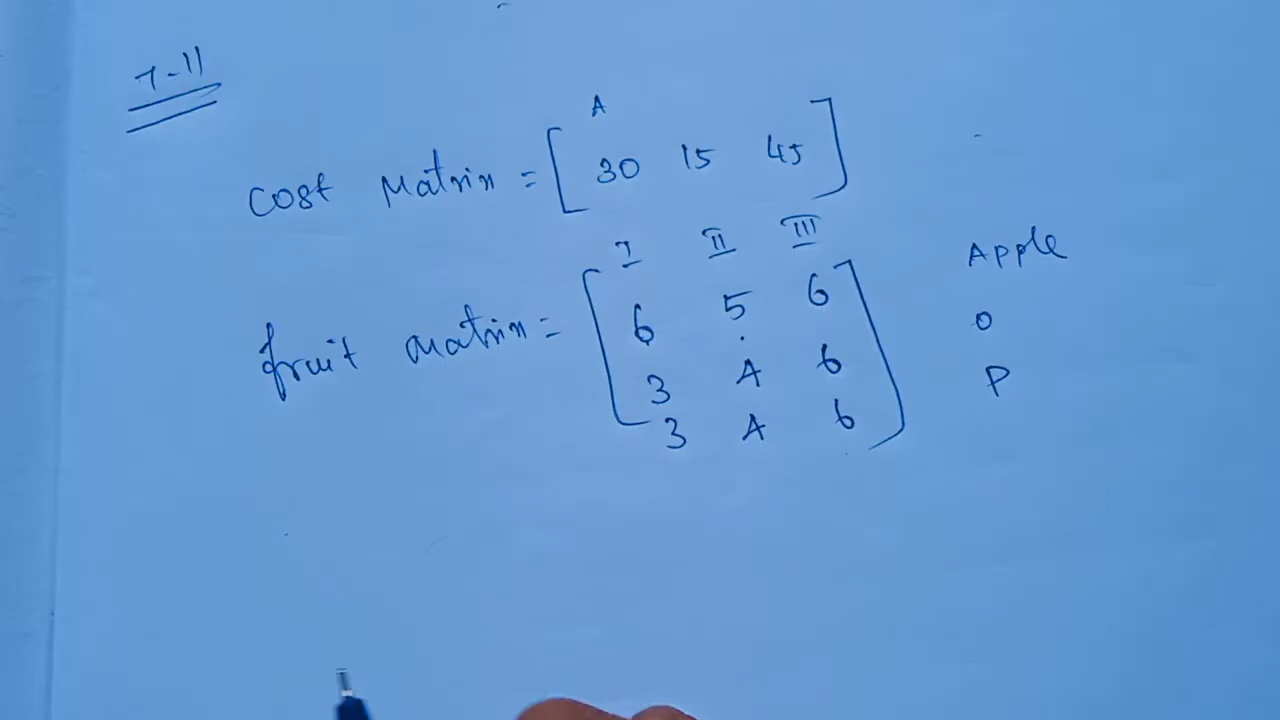 7-11
A
Cost Matrix = [ 30 15 45 ]
I II III
fruit Matrix = [ 6 5 6 Apple
3 4 6 O
3 4 6 ] P